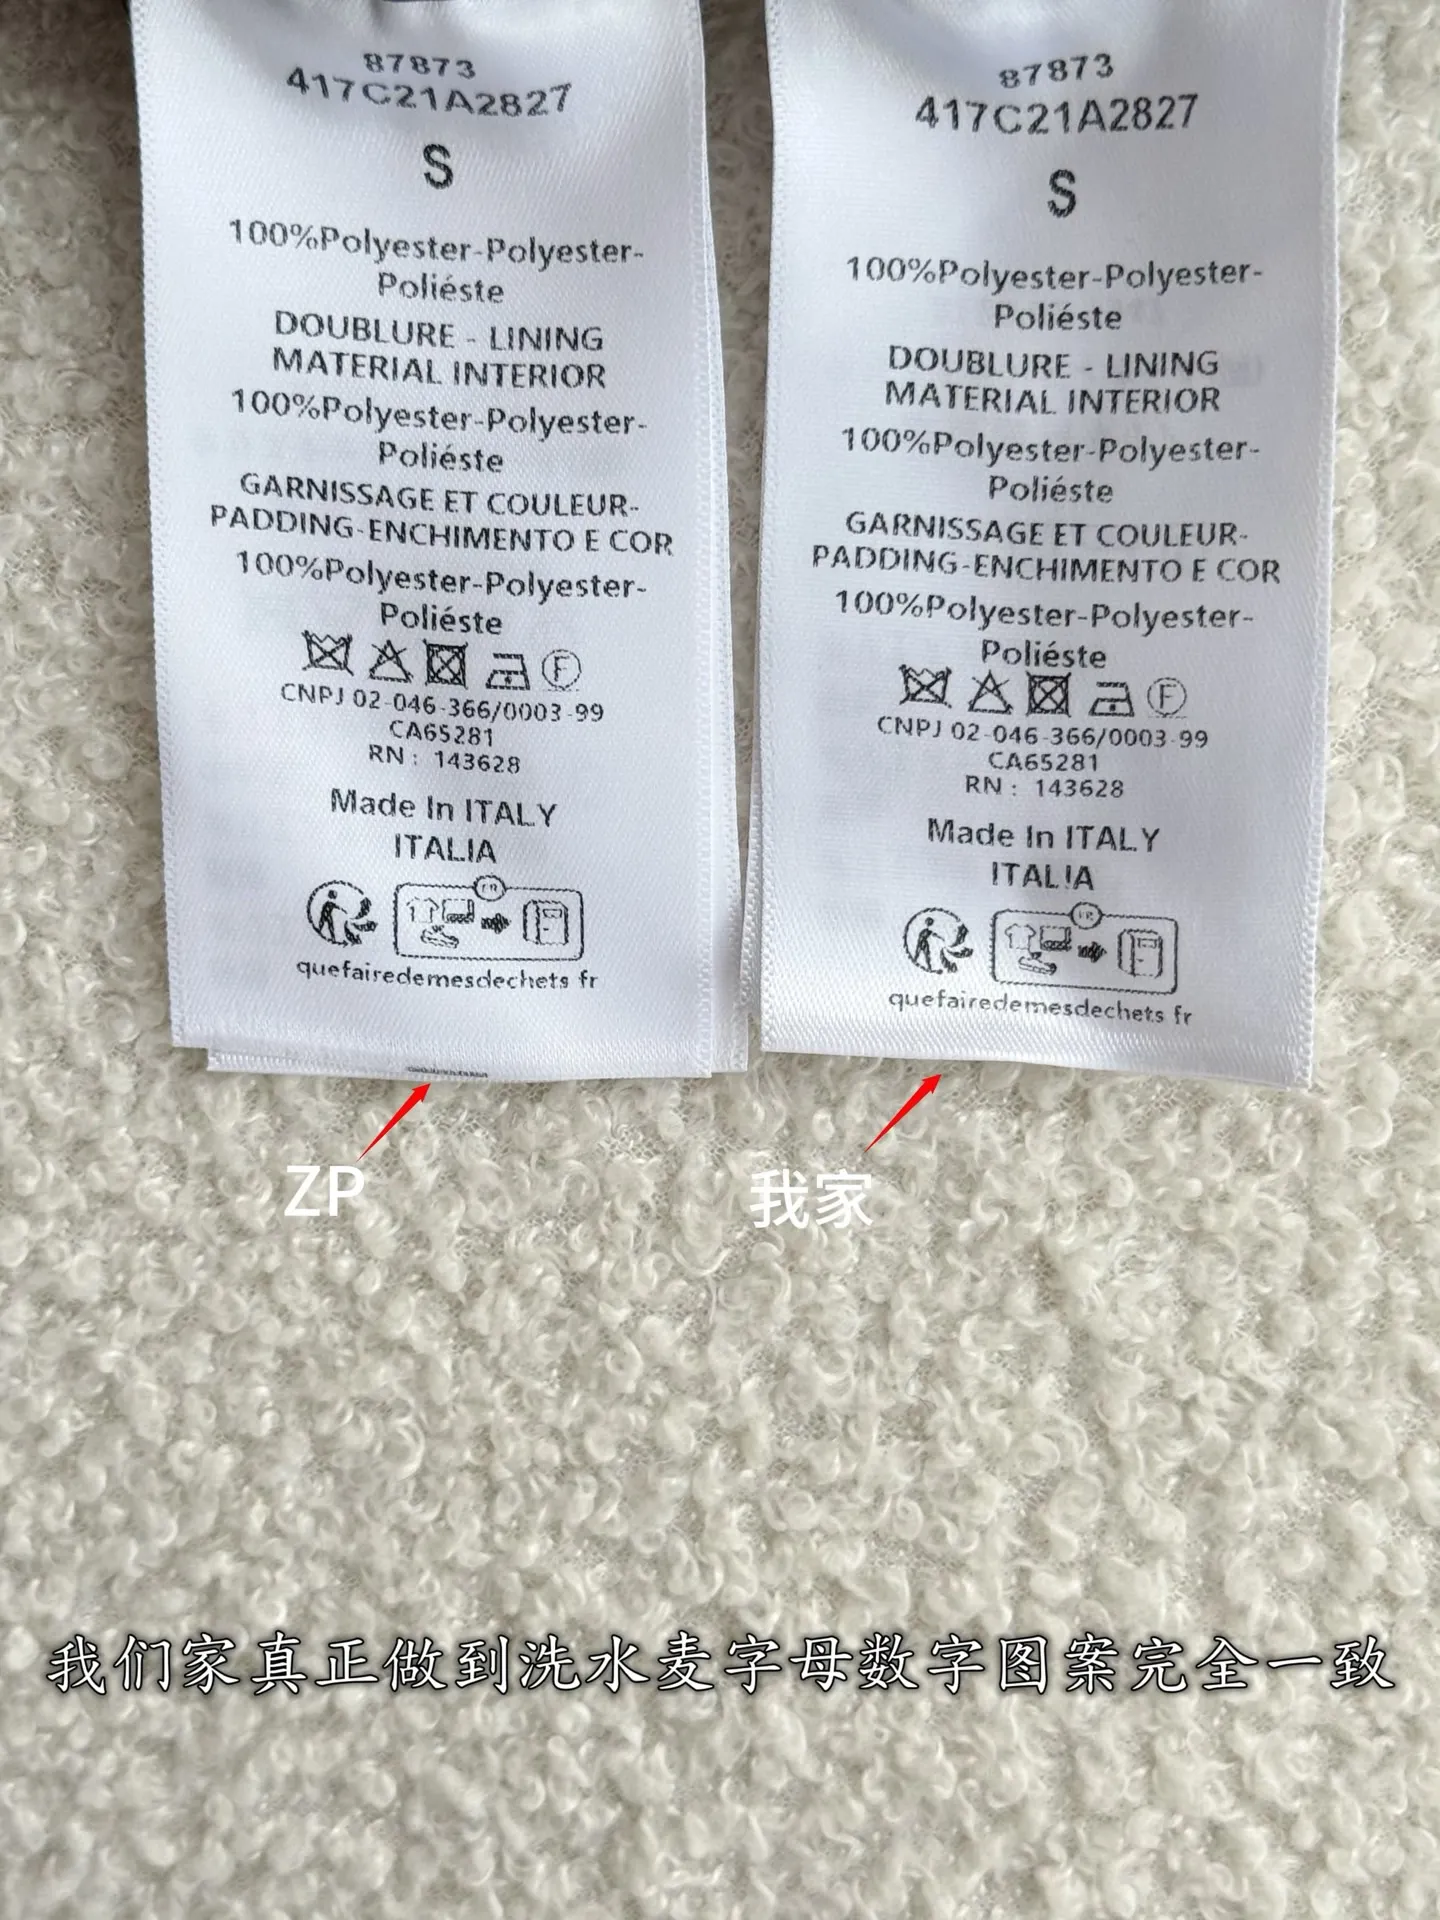 87873
417C21A2827
S
100%Polyester-Polyester-
Poliéste
DOUBLURE - LINING
MATERIAL INTERIOR
100%Polyester-Polyester-
Poliéste
GARNISSAGE ET COULEUR-
PADDING-ENCHIMENTO E COR
100%Polyester-Polyester-
Poliéste
F
CNPJ 02-046-366/0003-99
CA65281
RN : 143628
Made In ITALY
ITALIA
FR
quefairedemesdechets fr
87873
417C21A2827
S
100%Polyester-Polyester-
Poliéste
DOUBLURE - LINING
MATERIAL INTERIOR
100%Polyester-Polyester-
Poliéste
GARNISSAGE ET COULEUR-
PADDING-ENCHIMENTO E COR
100%Polyester-Polyester-
Poliéste
F
CNPJ 02-046-366/0003-99
CA65281
RN : 143628
Made In ITALY
ITALIA
FR
quefairedemesdechets fr
ZP
我家
我们家真正做到洗水麦字母数字图案完全一致